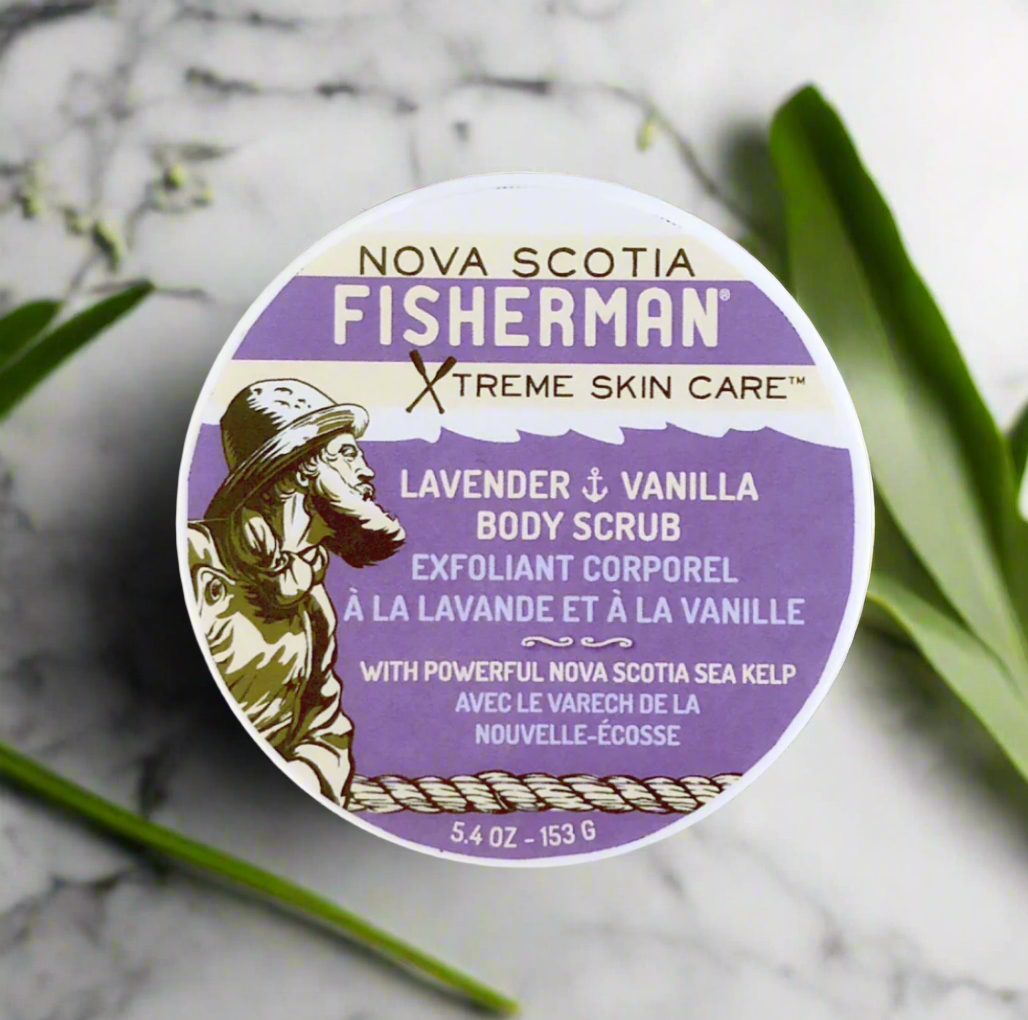 NOVA SCOTIA
FISHERMAN®
XTREME SKIN CARE™
LAVENDER ⚓ VANILLA
BODY SCRUB
EXFOLIANT CORPOREL
À LA LAVANDE ET À LA VANILLE
WITH POWERFUL NOVA SCOTIA SEA KELP
AVEC LE VARECH DE LA
NOUVELLE-ÉCOSSE
5.4 OZ - 153 G